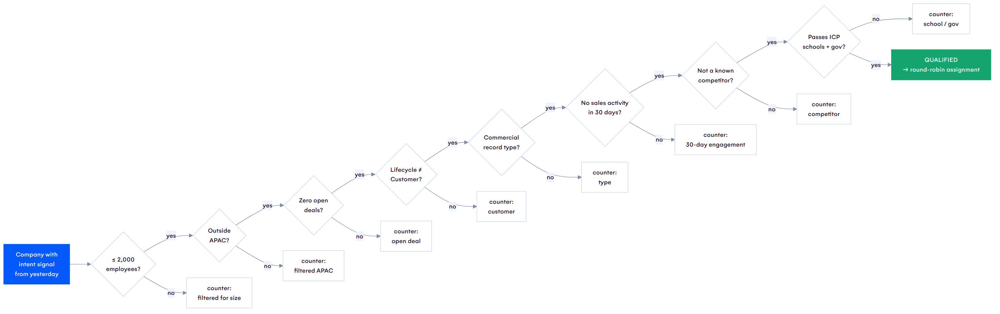 Company with
intent signal
from yesterday
≤ 2,000
employees?
yes
no
counter:
filtered for size
Outside
APAC?
yes
no
counter:
filtered APAC
Zero open
deals?
yes
no
counter:
open deal
Lifecycle ≠
Customer?
yes
no
counter:
customer
Commercial
record type?
yes
no
counter:
type
No sales activity
in 30 days?
yes
no
counter:
30-day engagement
Not a known
competitor?
yes
no
counter:
competitor
Passes ICP
schools + gov?
no
counter:
school / gov
yes
QUALIFIED
→ round-robin assignment